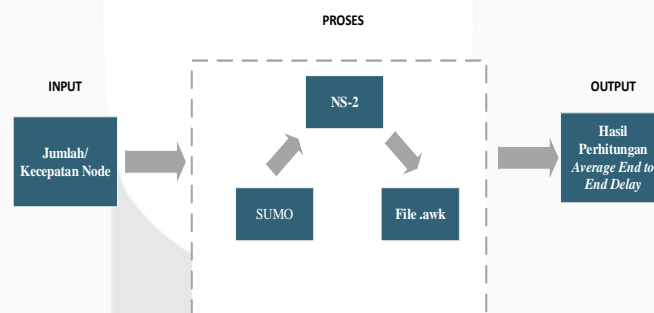 PROSES
INPUT
OUTPUT
NS-2
Jumlah/
Kecepatan Node
SUMO
File .awk
Hasil
Perhitungan
Average End to
End Delay